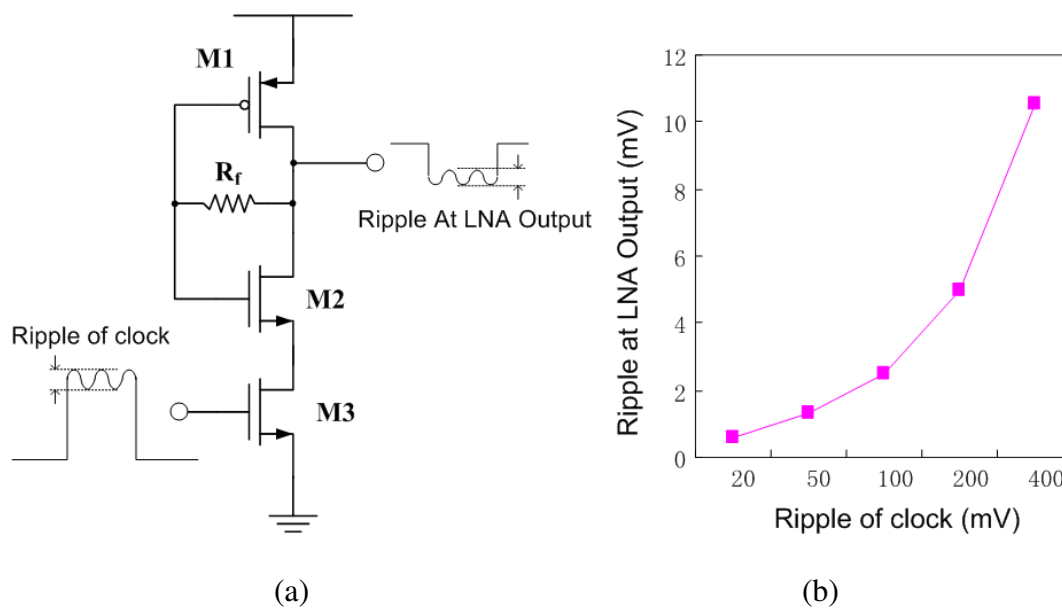 M1
R_f
Ripple At LNA Output
M2
Ripple of clock
M3
(a)
Ripple at LNA Output (mV)
12
10
8
6
4
2
0
20 50 100 200 400
Ripple of clock (mV)
(b)